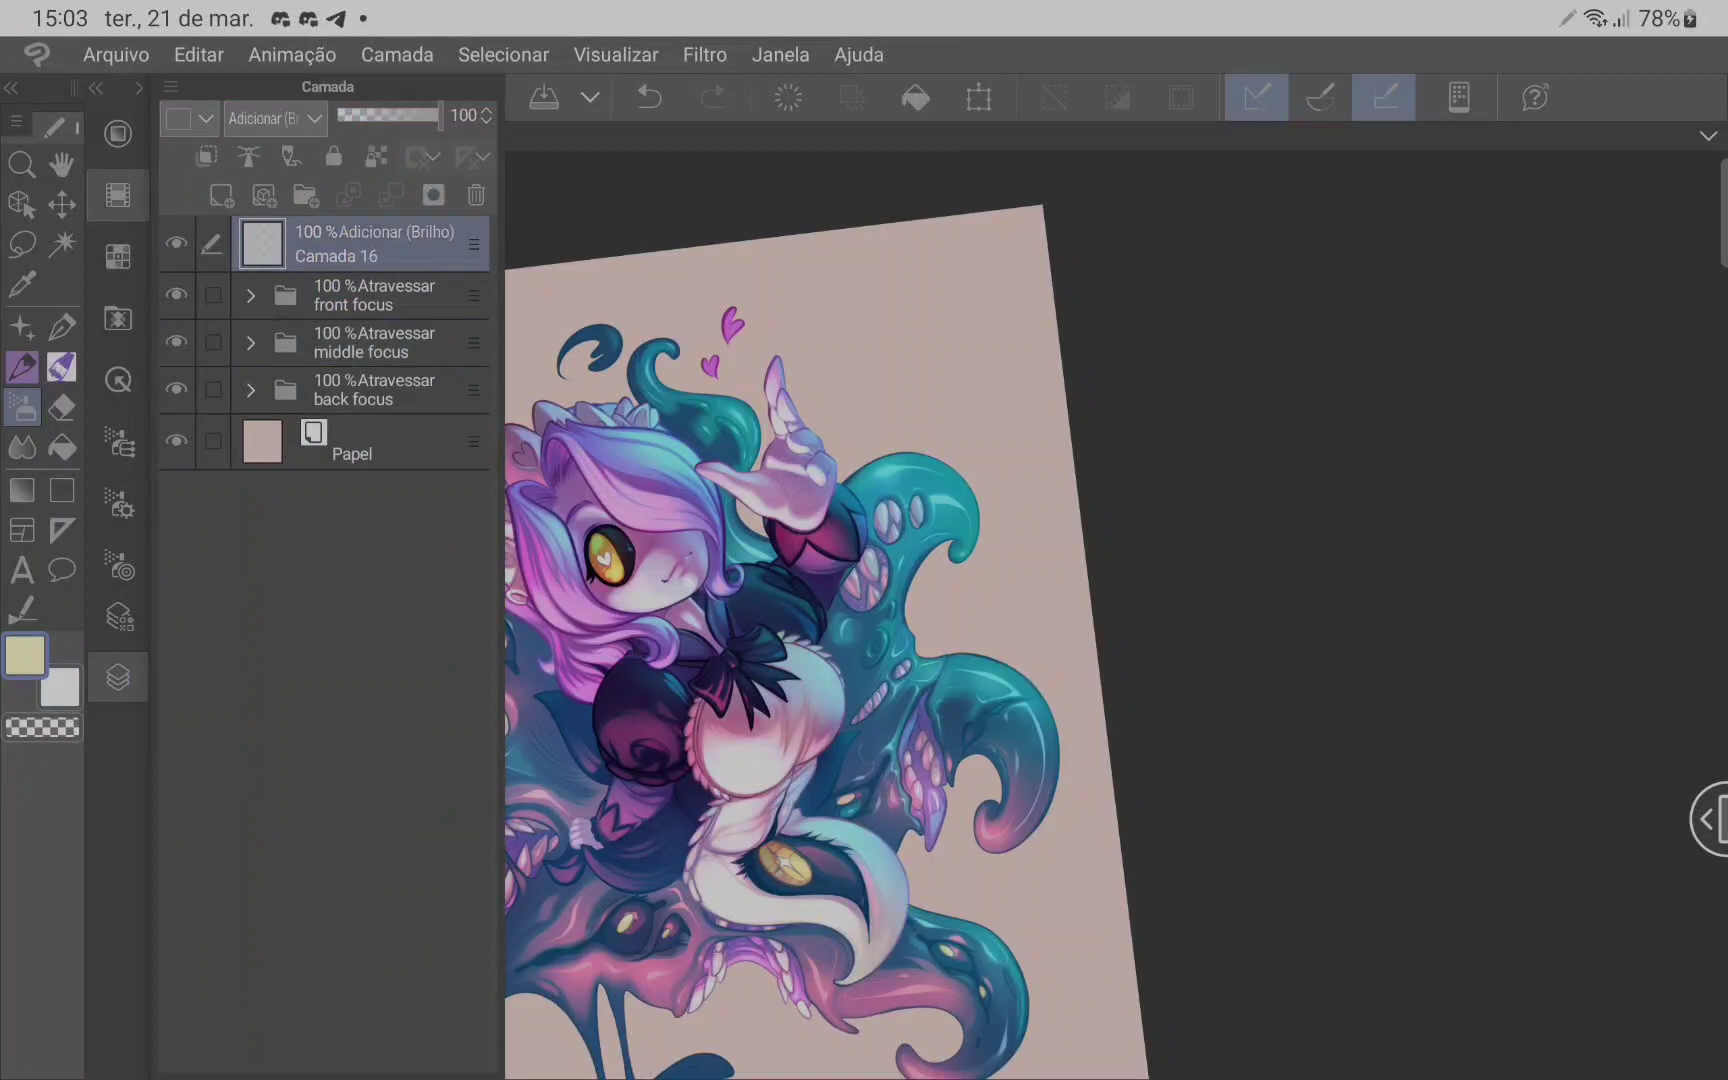 15:03 ter., 21 de mar.
78%
Arquivo Editar Animação Camada Selecionar Visualizar Filtro Janela Ajuda
Camada
Adicionar (B
100
100 %Adicionar (Brilho)
Camada 16
100 %Atravessar
front focus
100 %Atravessar
middle focus
100 %Atravessar
back focus
Papel